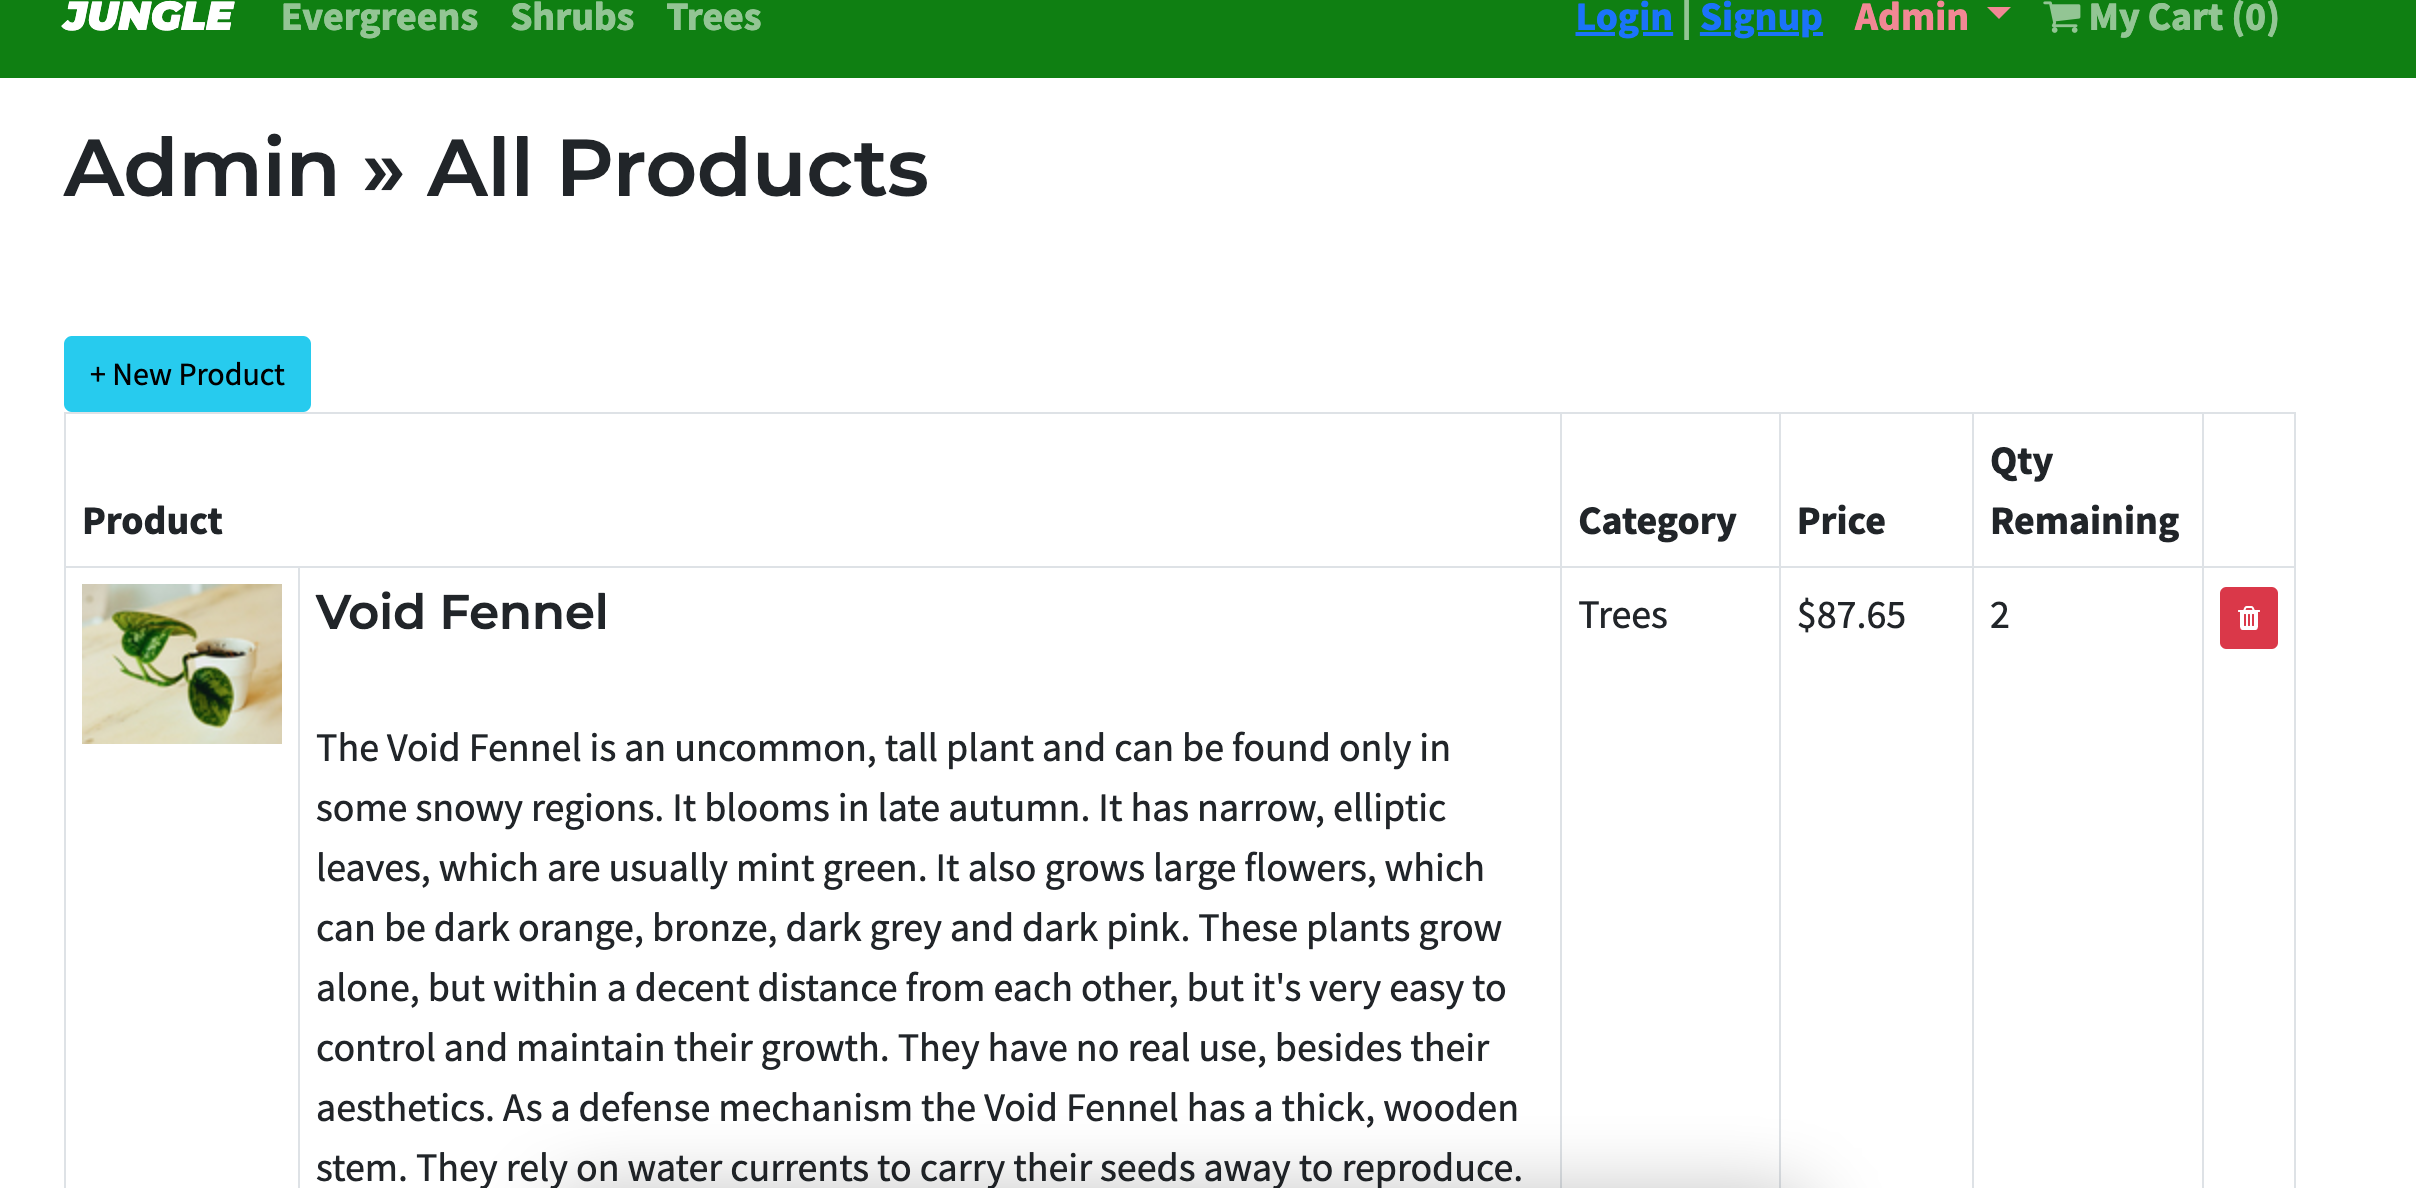 JUNGLE Evergreens Shrubs Trees Login | Signup Admin My Cart (0)
Admin » All Products
+ New Product
Product Category Price Qty Remaining
Void Fennel Trees $87.65 2
The Void Fennel is an uncommon, tall plant and can be found only in
some snowy regions. It blooms in late autumn. It has narrow, elliptic
leaves, which are usually mint green. It also grows large flowers, which
can be dark orange, bronze, dark grey and dark pink. These plants grow
alone, but within a decent distance from each other, but it's very easy to
control and maintain their growth. They have no real use, besides their
aesthetics. As a defense mechanism the Void Fennel has a thick, wooden
stem. They rely on water currents to carry their seeds away to reproduce.